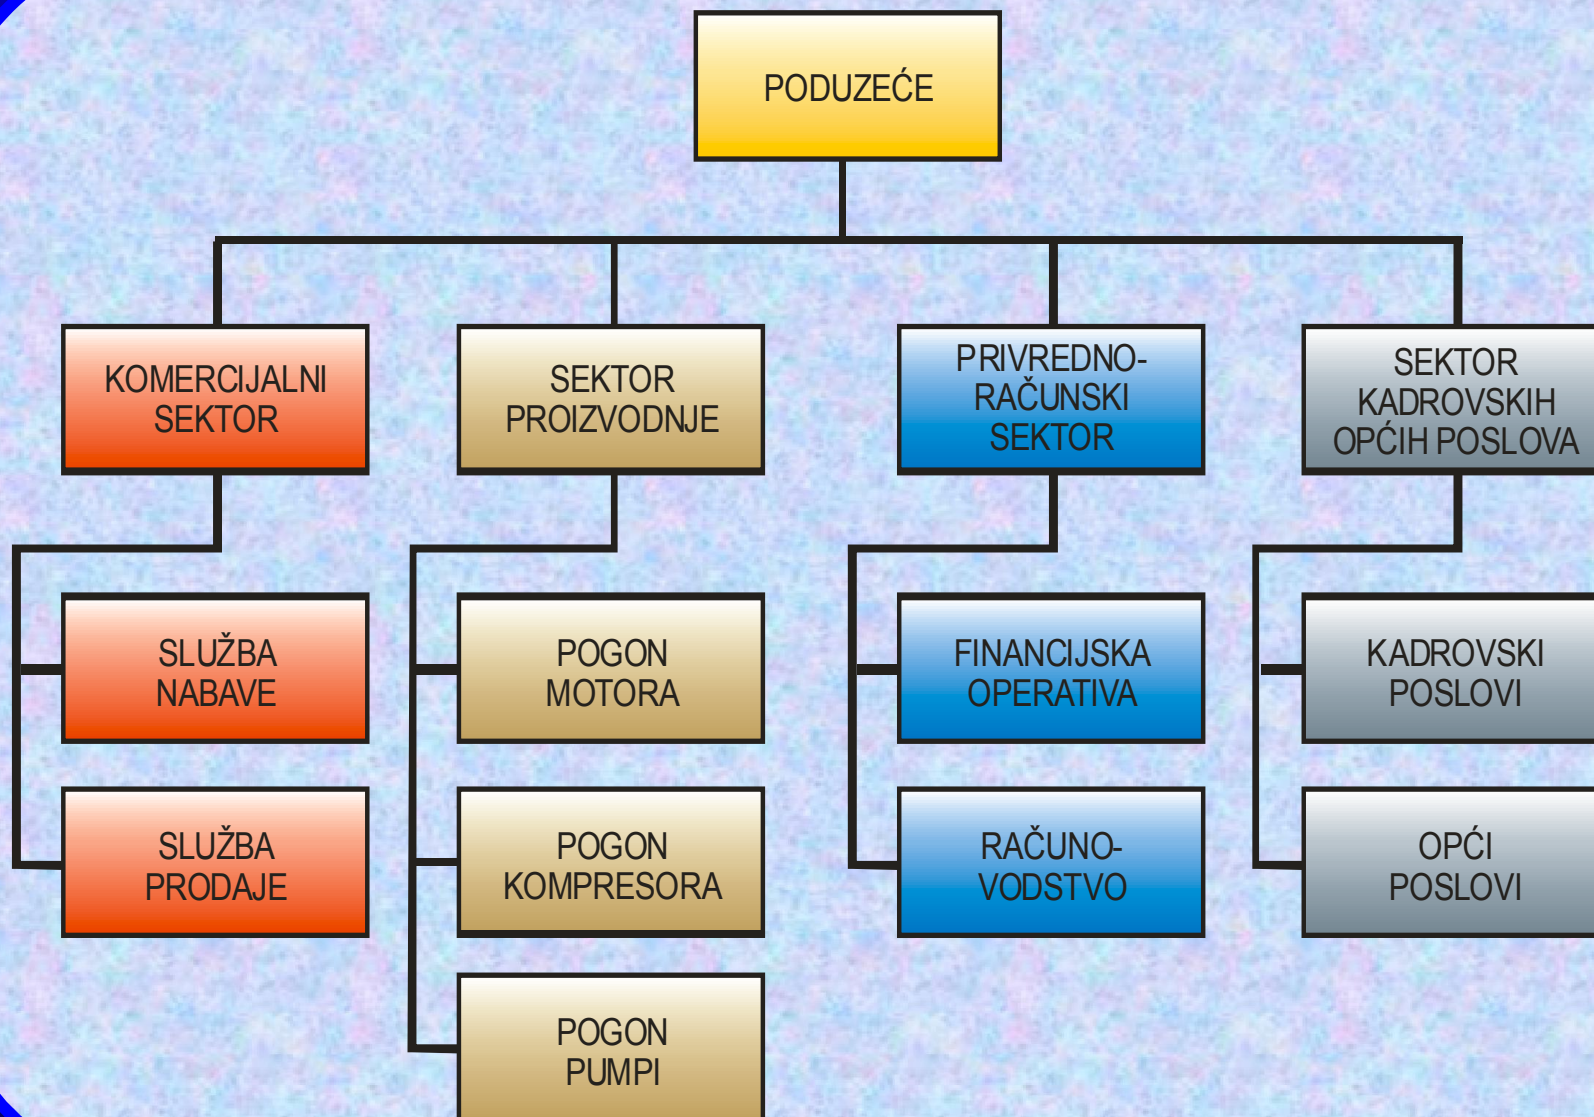 PODUZEĆE
KOMERCIJALNI
SEKTOR
SEKTOR
PROIZVODNJE
PRIVREDNO-
RAČUNSKI
SEKTOR
SEKTOR
KADROVSKIH
OPĆIH POSLOVA
SLUŽBA
NABAVE
POGON
MOTORA
FINANCIJSKA
OPERATIVA
KADROVSKI
POSLOVI
SLUŽBA
PRODAJE
POGON
KOMPRESORA
RAČUNO-
VODSTVO
OPĆI
POSLOVI
POGON
PUMPI